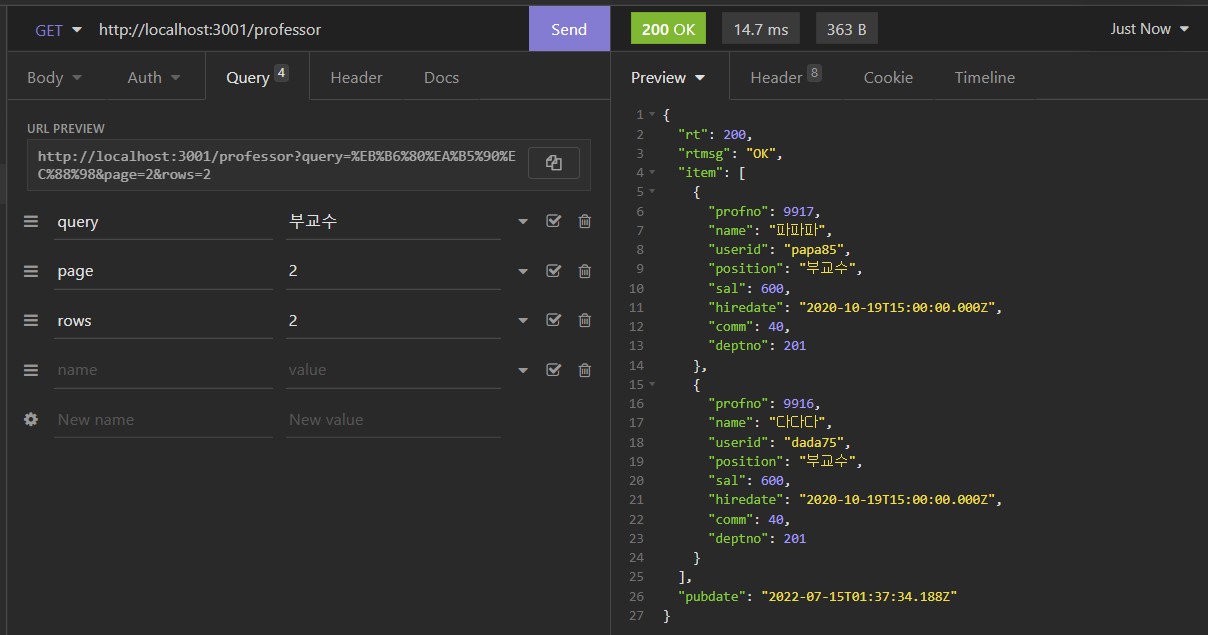 GET http://localhost:3001/professor Send 200 OK 14.7 ms 363 B Just Now
Body Auth Query 4 Header Docs Preview Header 8 Cookie Timeline
URL PREVIEW
http://localhost:3001/professor?query=%EB%B6%80%EA%B5%90%E
C%88%98&page=2&rows=2
query 부교수
page 2
rows 2
name value
New name New value
1 {
2 "rt": 200,
3 "rtmsg": "OK",
4 "item": [
5 {
6 "profno": 9917,
7 "name": "파파파",
8 "userid": "papa85",
9 "position": "부교수",
10 "sal": 600,
11 "hiredate": "2020-10-19T15:00:00.000Z",
12 "comm": 40,
13 "deptno": 201
14 },
15 {
16 "profno": 9916,
17 "name": "다다다",
18 "userid": "dada75",
19 "position": "부교수",
20 "sal": 600,
21 "hiredate": "2020-10-19T15:00:00.000Z",
22 "comm": 40,
23 "deptno": 201
24 }
25 ],
26 "pubdate": "2022-07-15T01:37:34.188Z"
27 }